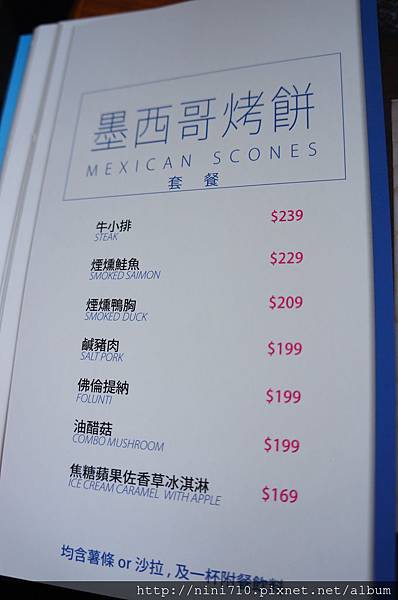 墨西哥烤餅
MEXICAN SCONES
套 餐
牛小排 $239
STEAK
煙燻鮭魚 $229
SMOKED SAIMON
煙燻鴨胸 $209
SMOKED DUCK
鹹豬肉 $199
SALT PORK
佛倫提納 $199
FOLUNTI
油醋菇 $199
COMBO MUSHROOM
焦糖蘋果佐香草冰淇淋 $169
ICE CREAM CARAMEL WITH APPLE
均含薯條 or 沙拉 , 及一杯附餐飲料
http://nini710.pixnet.net/album